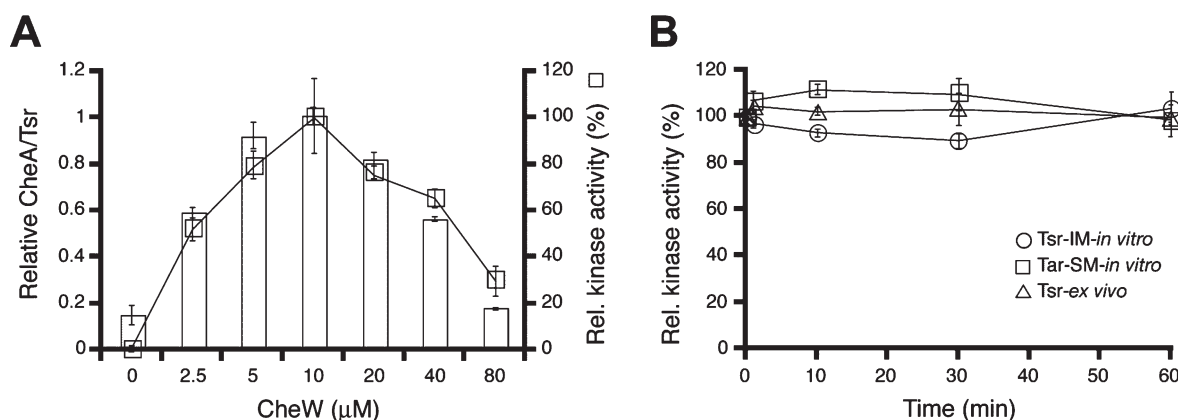 A
Relative CheA/Tsr
1.2
1
0.8
0.6
0.4
0.2
0
120
100
80
60
40
20
0
Rel. kinase activity (%)
0 2.5 5 10 20 40 80
CheW (μM)
B
Rel. kinase activity (%)
120
100
80
60
40
20
0
Tsr-IM-in vitro
Tar-SM-in vitro
Tsr-ex vivo
0 10 20 30 40 50 60
Time (min)